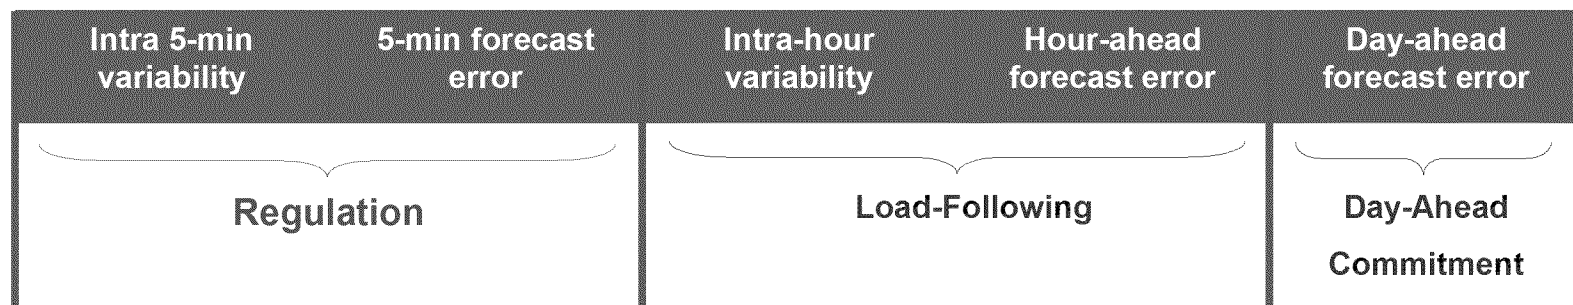 Intra 5-min
variability
5-min forecast
error
Intra-hour
variability
Hour-ahead
forecast error
Day-ahead
forecast error
Regulation
Load-Following
Day-Ahead
Commitment